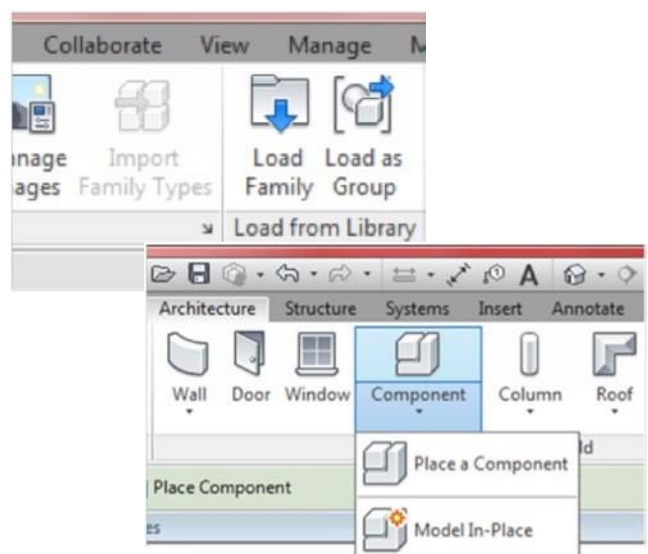 Collaborate View Manage M
anage Import Load Load as
ages Family Types Family Group
Load from Library
A
Architecture Structure Systems Insert Annotate
Wall Door Window Component Column Roof
ld
Place a Component
Place Component
es
Model In-Place